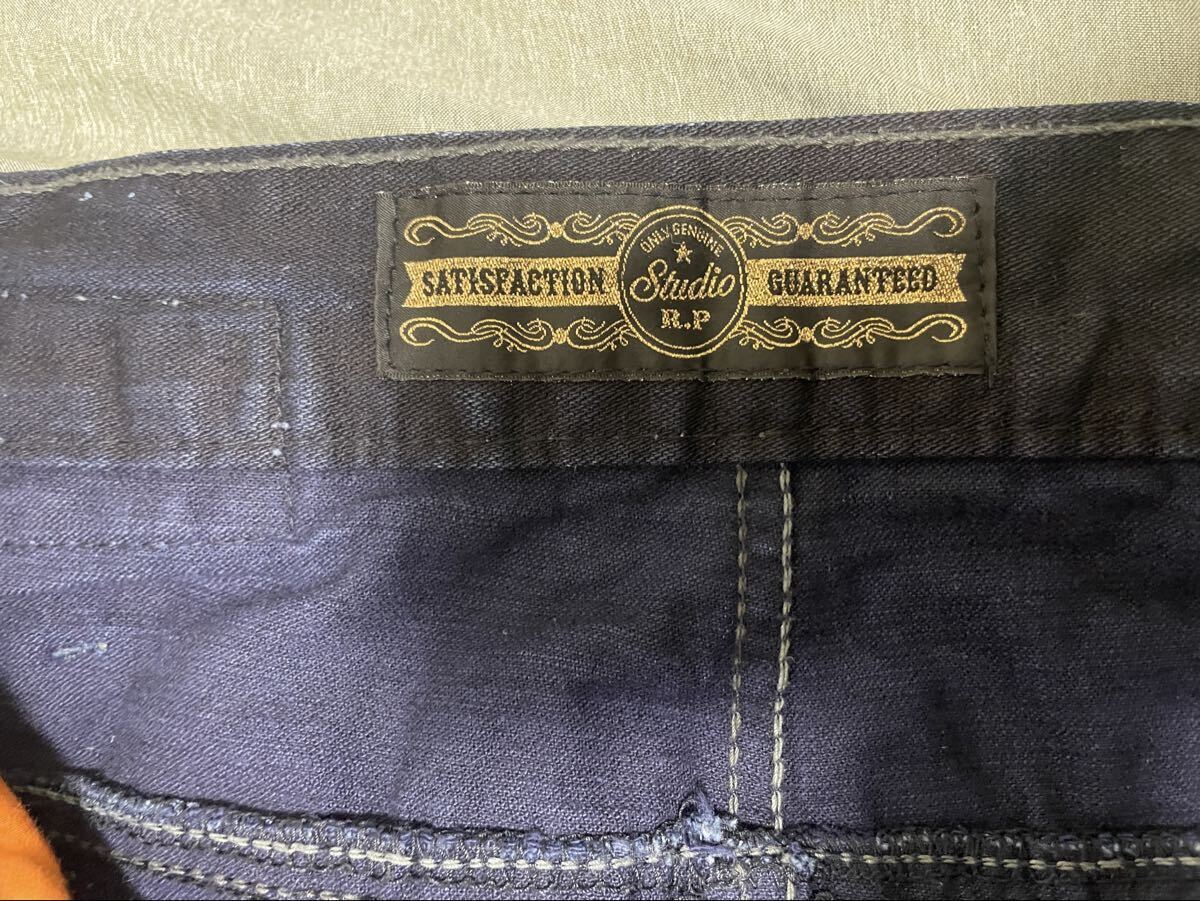 ONLY GENUINE
SATISFACTION Studio GUARANTEED
R.P